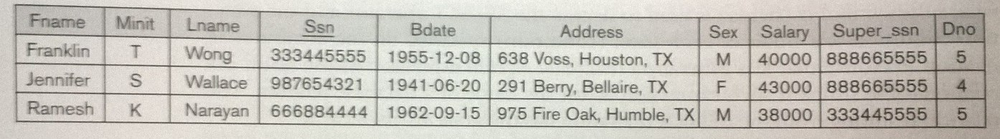 Fname Minit Lname Ssn Bdate Address Sex Salary Super_ssn Dno
Franklin T Wong 333445555 1955-12-08 638 Voss, Houston, TX M 40000 888665555 5
Jennifer S Wallace 987654321 1941-06-20 291 Berry, Bellaire, TX F 43000 888665555 4
Ramesh K Narayan 666884444 1962-09-15 975 Fire Oak, Humble, TX M 38000 333445555 5